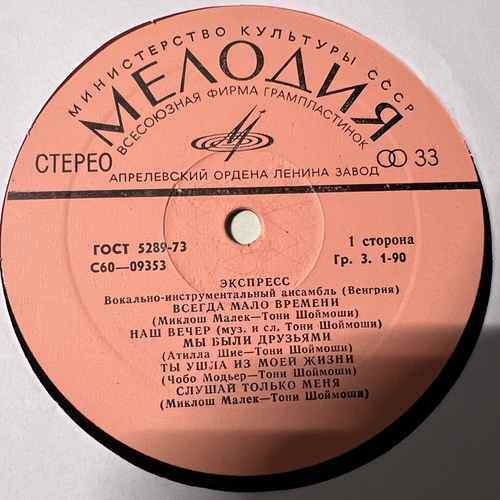 МИНИСТЕРСТВО КУЛЬТУРЫ СССР
МЕЛОДИЯ
ВСЕСОЮЗНАЯ ФИРМА ГРАМПЛАСТИНОК
СТЕРЕО
33
АПРЕЛЕВСКИЙ ОРДЕНА ЛЕНИНА ЗАВОД
ГОСТ 5289-73
1 сторона
С60—09353
Гр. 3. 1-90
ЭКСПРЕСС
Вокально-инструментальный ансамбль (Венгрия)
ВСЕГДА МАЛО ВРЕМЕНИ
(Миклош Малек—Тони Шоймоши)
НАШ ВЕЧЕР (муз. и сл. Тони Шоймоши)
МЫ БЫЛИ ДРУЗЬЯМИ
(Атилла Шие—Тони Шоймоши)
ТЫ УШЛА ИЗ МОЕЙ ЖИЗНИ
(Чобо Модьер—Тони Шоймоши)
СЛУШАЙ ТОЛЬКО МЕНЯ
(Миклош Малек—Тони Шоймоши)